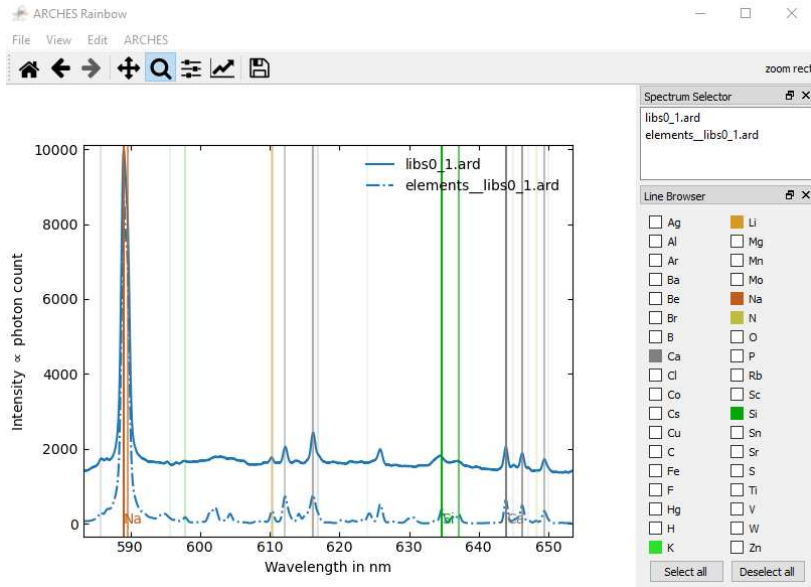 ARCHES Rainbow
File View Edit ARCHES
zoom rect
Spectrum Selector
libs0_1.ard
elements__libs0_1.ard
Line Browser
Ag Li
Al Mg
Ar Mn
Ba Mo
Be Na
Br N
B O
Ca P
Cl Rb
Co Sc
Cs Si
Cu Sn
C Sr
Fe S
F Ti
Hg V
H W
K Zn
Select all Deselect all
libs0_1.ard
elements__libs0_1.ard
10000
8000
6000
4000
2000
0
Intensity ∝ photon count
Na
590 600 610 620 630 640 650
Wavelength in nm